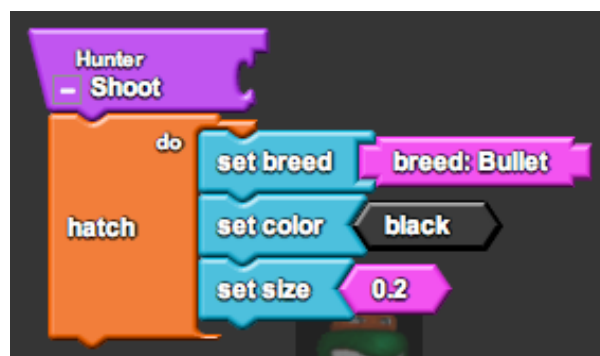 Hunter
– Shoot
do
set breed breed: Bullet
hatch
set color black
set size 0.2